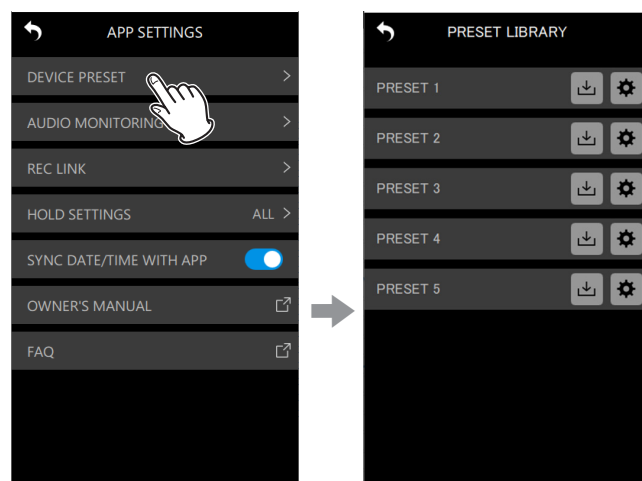 APP SETTINGS
DEVICE PRESET
AUDIO MONITORING
REC LINK
HOLD SETTINGS ALL
SYNC DATE/TIME WITH APP
OWNER'S MANUAL
FAQ
PRESET LIBRARY
PRESET 1
PRESET 2
PRESET 3
PRESET 4
PRESET 5